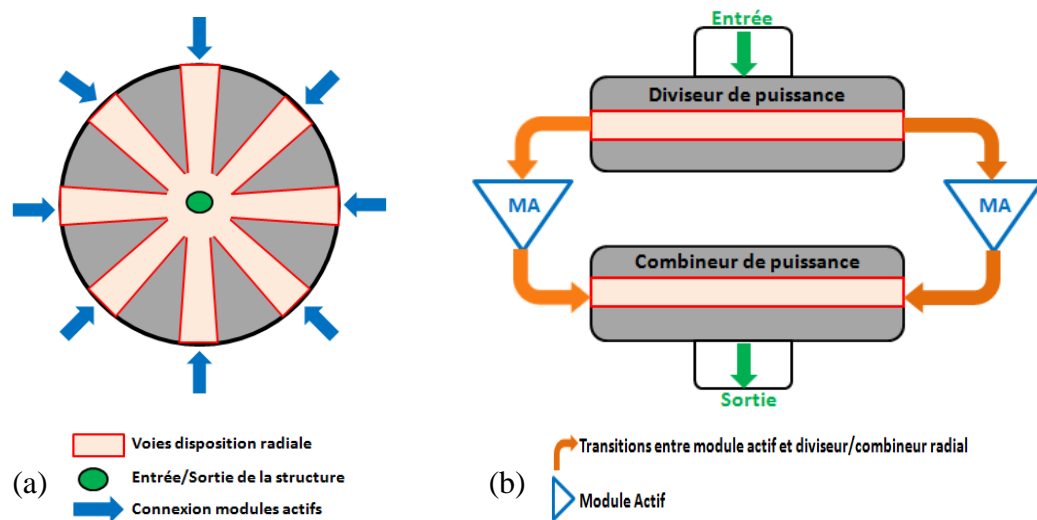 Entrée
Diviseur de puissance
MA
MA
Combineur de puissance
Sortie
(a)
Voies disposition radiale
Entrée/Sortie de la structure
Connexion modules actifs
(b)
Transitions entre module actif et diviseur/combineur radial
Module Actif